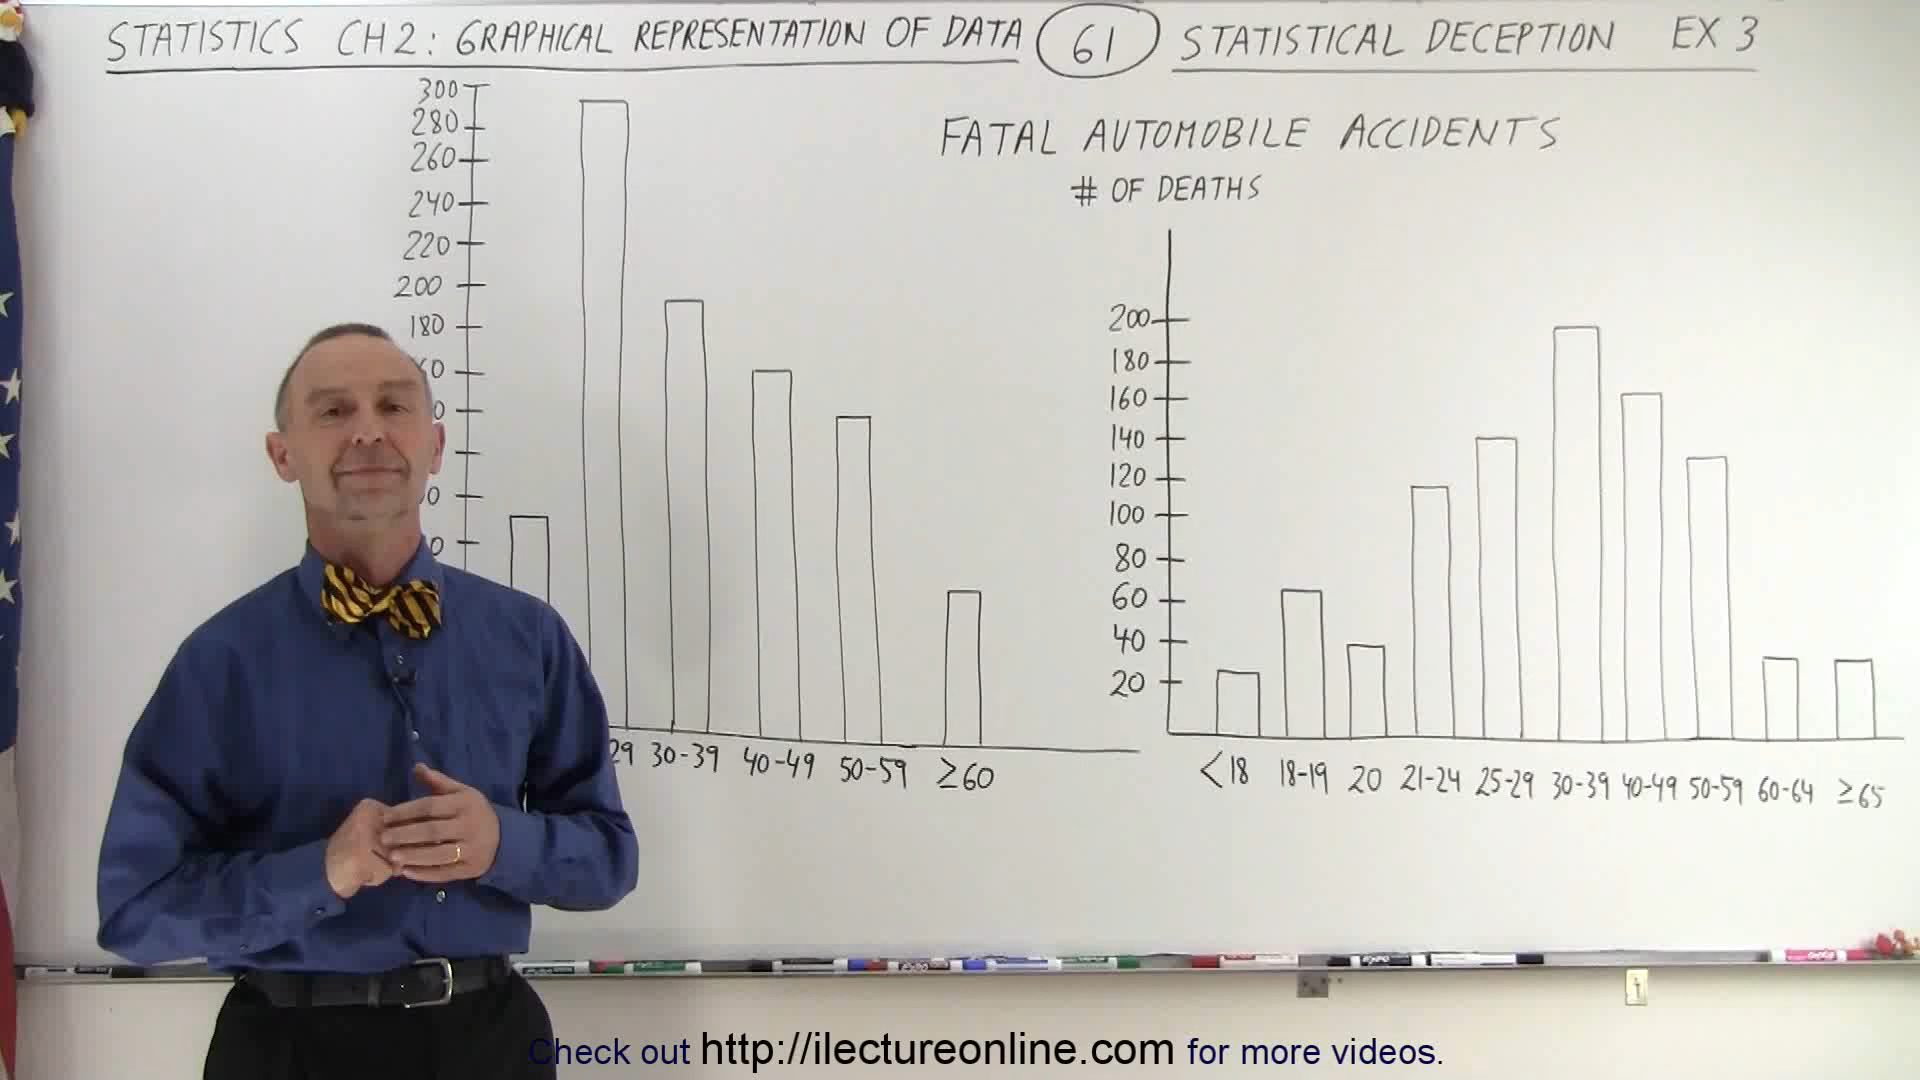 STATISTICS CH 2: GRAPHICAL REPRESENTATION OF DATA 61 STATISTICAL DECEPTION EX 3
FATAL AUTOMOBILE ACCIDENTS
# OF DEATHS
300
280
260
240
220
200
180
29 30-39 40-49 50-59 ≥60
200
180
160
140
120
100
80
60
40
20
<18 18-19 20 21-24 25-29 30-39 40-49 50-59 60-64 ≥65
Check out http://ilectureonline.com for more videos.